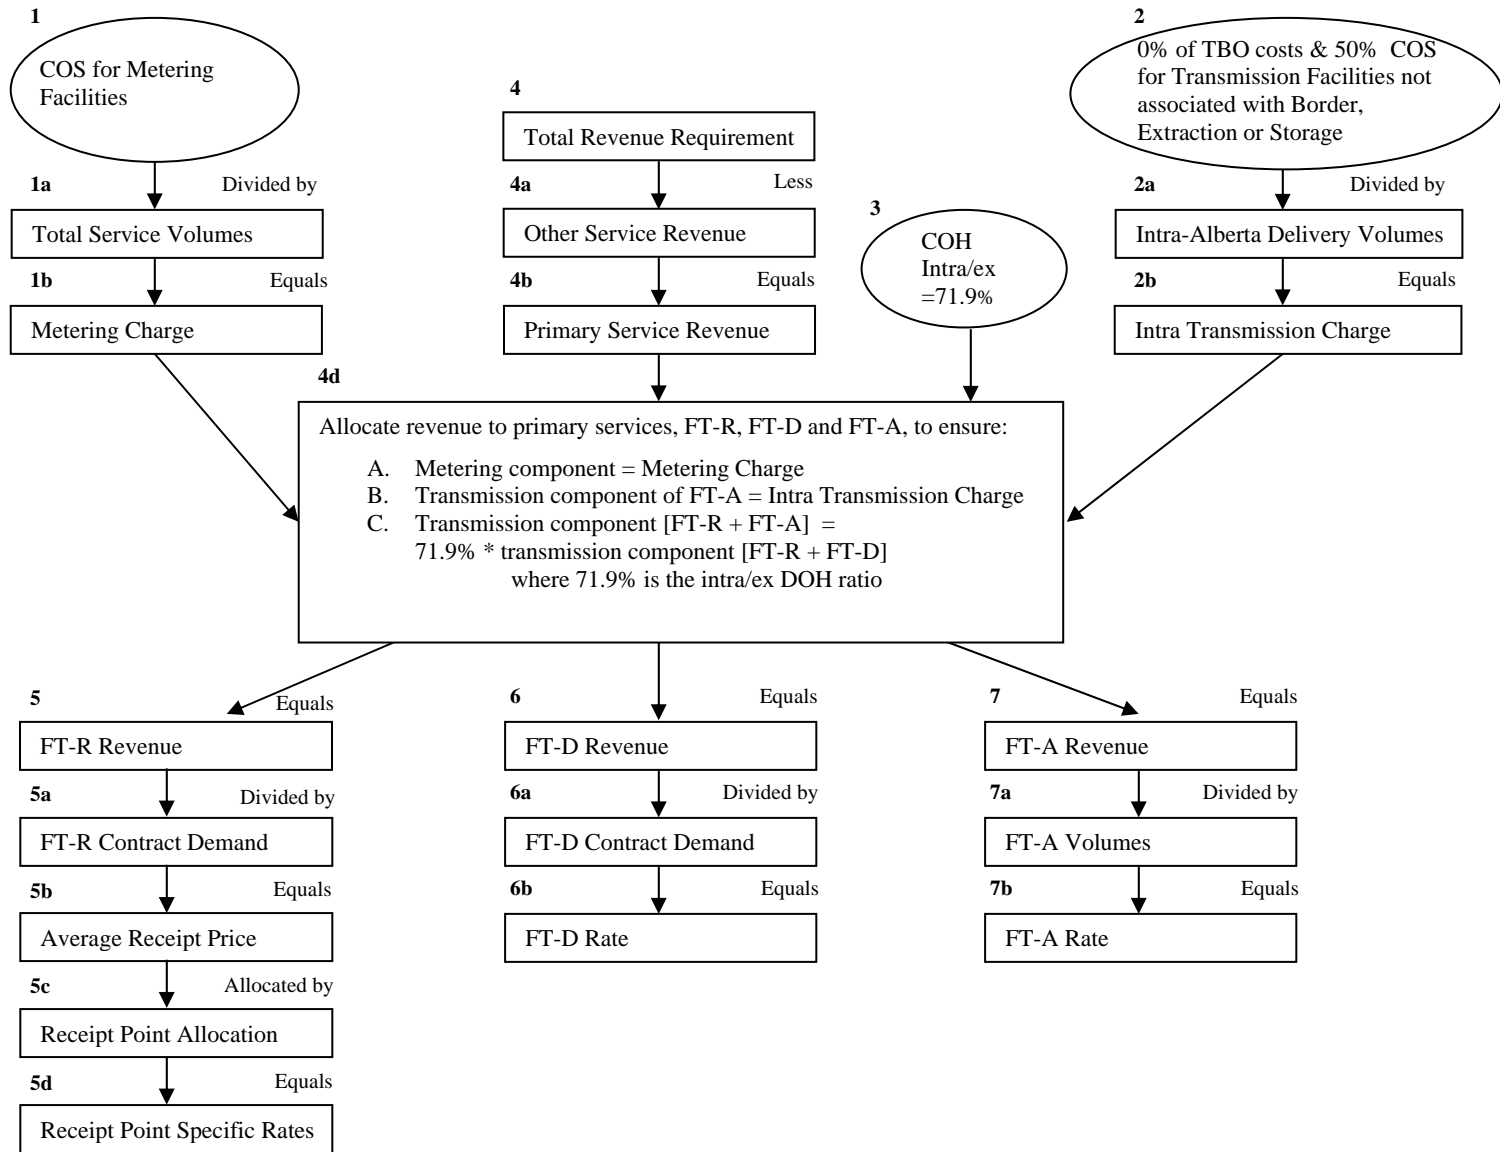 1
COS for Metering
Facilities
1a
Divided by
Total Service Volumes
1b
Equals
Metering Charge
4
Total Revenue Requirement
4a
Less
Other Service Revenue
4b
Equals
Primary Service Revenue
3
COH
Intra/ex
=71.9%
2
0% of TBO costs & 50% COS
for Transmission Facilities not
associated with Border,
Extraction or Storage
2a
Divided by
Intra-Alberta Delivery Volumes
2b
Equals
Intra Transmission Charge
4d
Allocate revenue to primary services, FT-R, FT-D and FT-A, to ensure:
A. Metering component = Metering Charge
B. Transmission component of FT-A = Intra Transmission Charge
C. Transmission component [FT-R + FT-A] =
71.9% * transmission component [FT-R + FT-D]
where 71.9% is the intra/ex DOH ratio
5
Equals
FT-R Revenue
5a
Divided by
FT-R Contract Demand
5b
Equals
Average Receipt Price
5c
Allocated by
Receipt Point Allocation
5d
Equals
Receipt Point Specific Rates
6
Equals
FT-D Revenue
6a
Divided by
FT-D Contract Demand
6b
Equals
FT-D Rate
7
Equals
FT-A Revenue
7a
Divided by
FT-A Volumes
7b
Equals
FT-A Rate